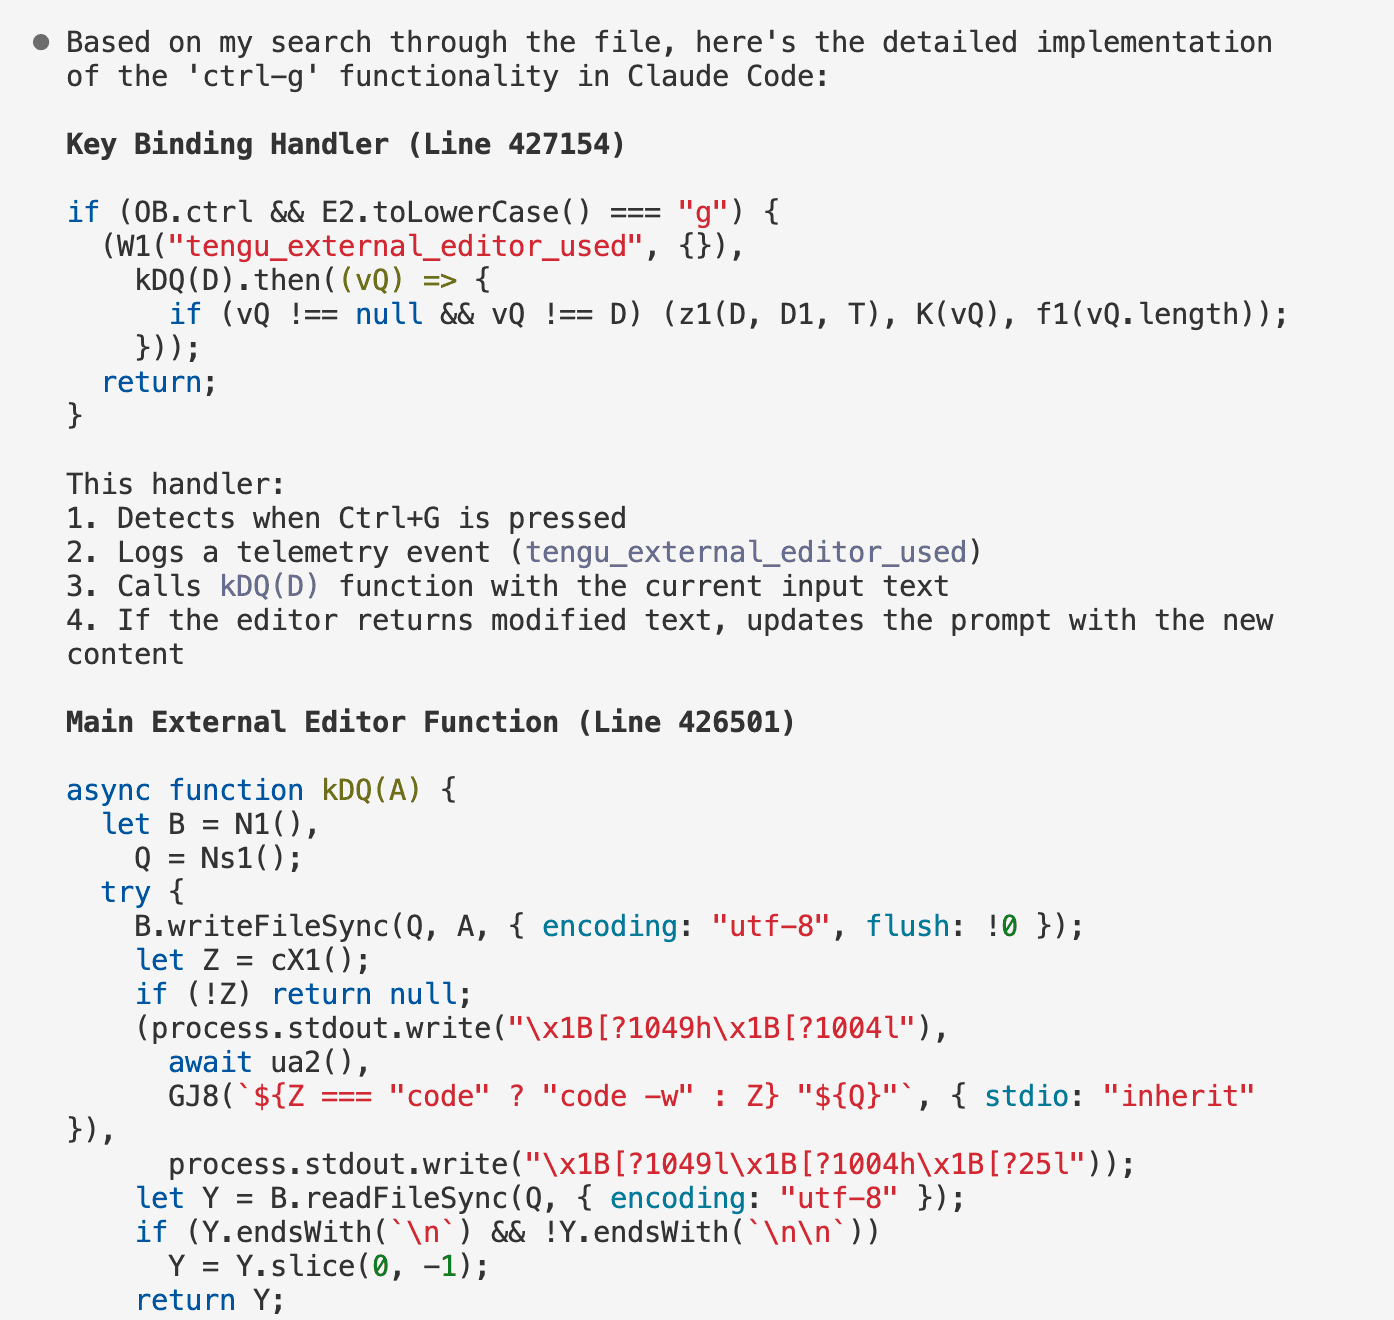 ● Based on my search through the file, here's the detailed implementation
of the 'ctrl-g' functionality in Claude Code:
Key Binding Handler (Line 427154)
if (OB.ctrl && E2.toLowerCase() === "g") {
(W1("tengu_external_editor_used", {}),
kDQ(D).then((vQ) => {
if (vQ !== null && vQ !== D) (z1(D, D1, T), K(vQ), f1(vQ.length));
}));
return;
}
This handler:
1. Detects when Ctrl+G is pressed
2. Logs a telemetry event (tengu_external_editor_used)
3. Calls kDQ(D) function with the current input text
4. If the editor returns modified text, updates the prompt with the new
content
Main External Editor Function (Line 426501)
async function kDQ(A) {
let B = N1(),
Q = Ns1();
try {
B.writeFileSync(Q, A, { encoding: "utf-8", flush: !0 });
let Z = cX1();
if (!Z) return null;
(process.stdout.write("\x1B[?1049h\x1B[?1004l"),
await ua2(),
GJ8(`${Z === "code" ? "code -w" : Z} "${Q}"`, { stdio: "inherit"
}),
process.stdout.write("\x1B[?1049l\x1B[?1004h\x1B[?25l"));
let Y = B.readFileSync(Q, { encoding: "utf-8" });
if (Y.endsWith(`\n`) && !Y.endsWith(`\n\n`))
Y = Y.slice(0, -1);
return Y;